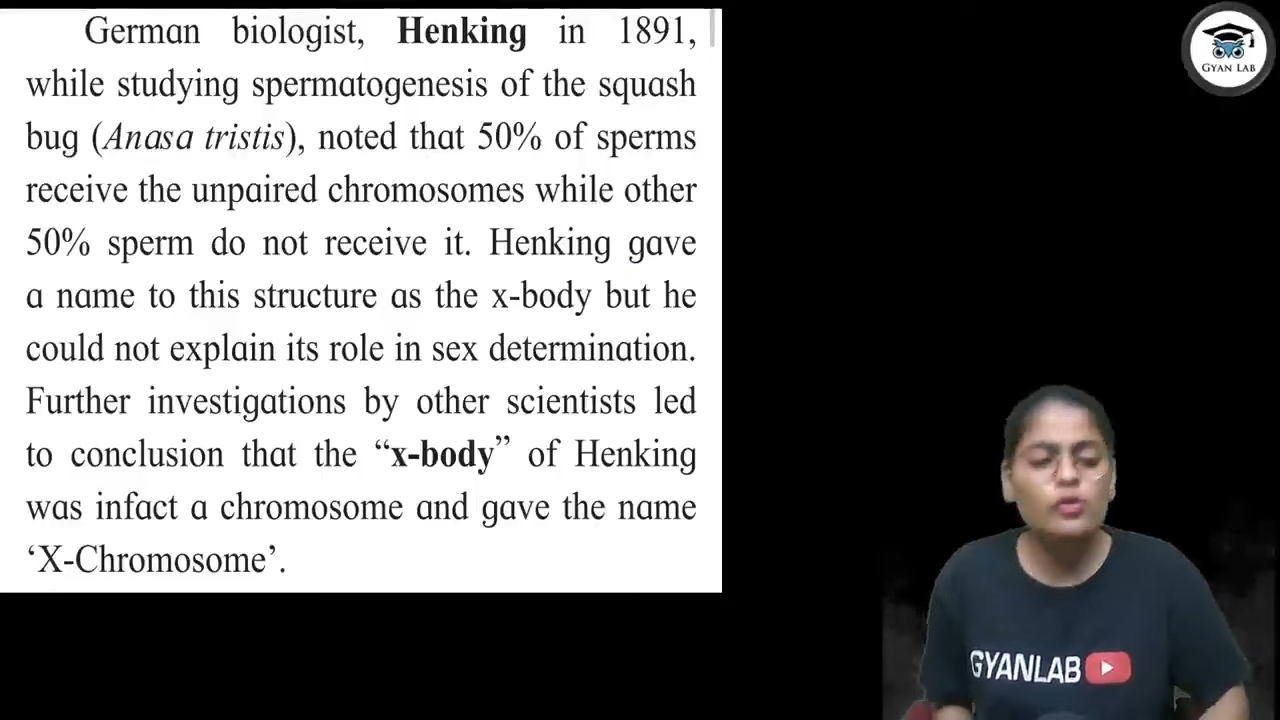 German biologist, Henking in 1891,
while studying spermatogenesis of the squash
bug (Anasa tristis), noted that 50% of sperms
receive the unpaired chromosomes while other
50% sperm do not receive it. Henking gave
a name to this structure as the x-body but he
could not explain its role in sex determination.
Further investigations by other scientists led
to conclusion that the “x-body” of Henking
was infact a chromosome and gave the name
‘X-Chromosome’.
GYAN LAB
GYANLAB